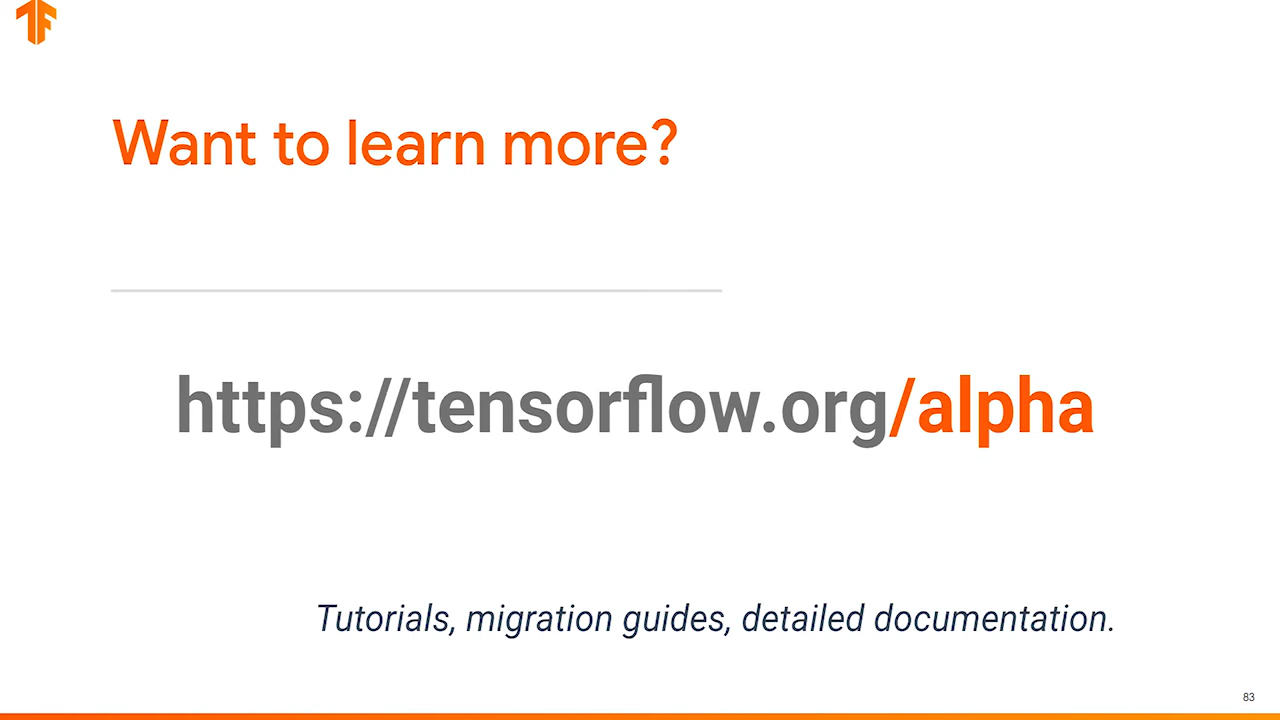 Want to learn more?
https://tensorflow.org/alpha
Tutorials, migration guides, detailed documentation.
83